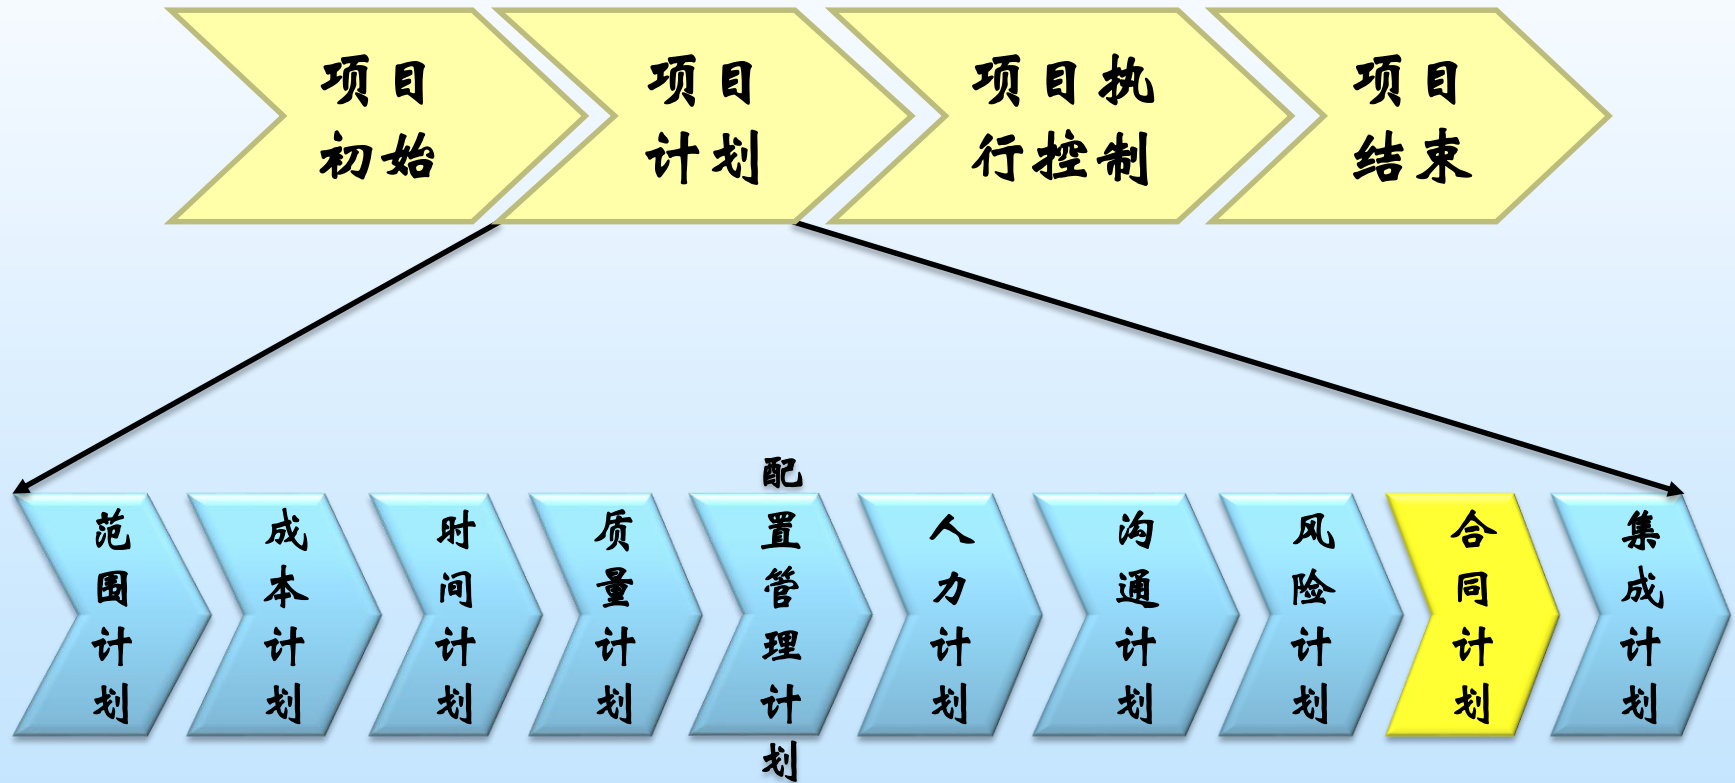 项目
初始
项目
计划
项目执
行控制
项目
结束
范围计划
成本计划
时间计划
质量计划
配置管理计划
人力计划
沟通计划
风险计划
合同计划
集成计划